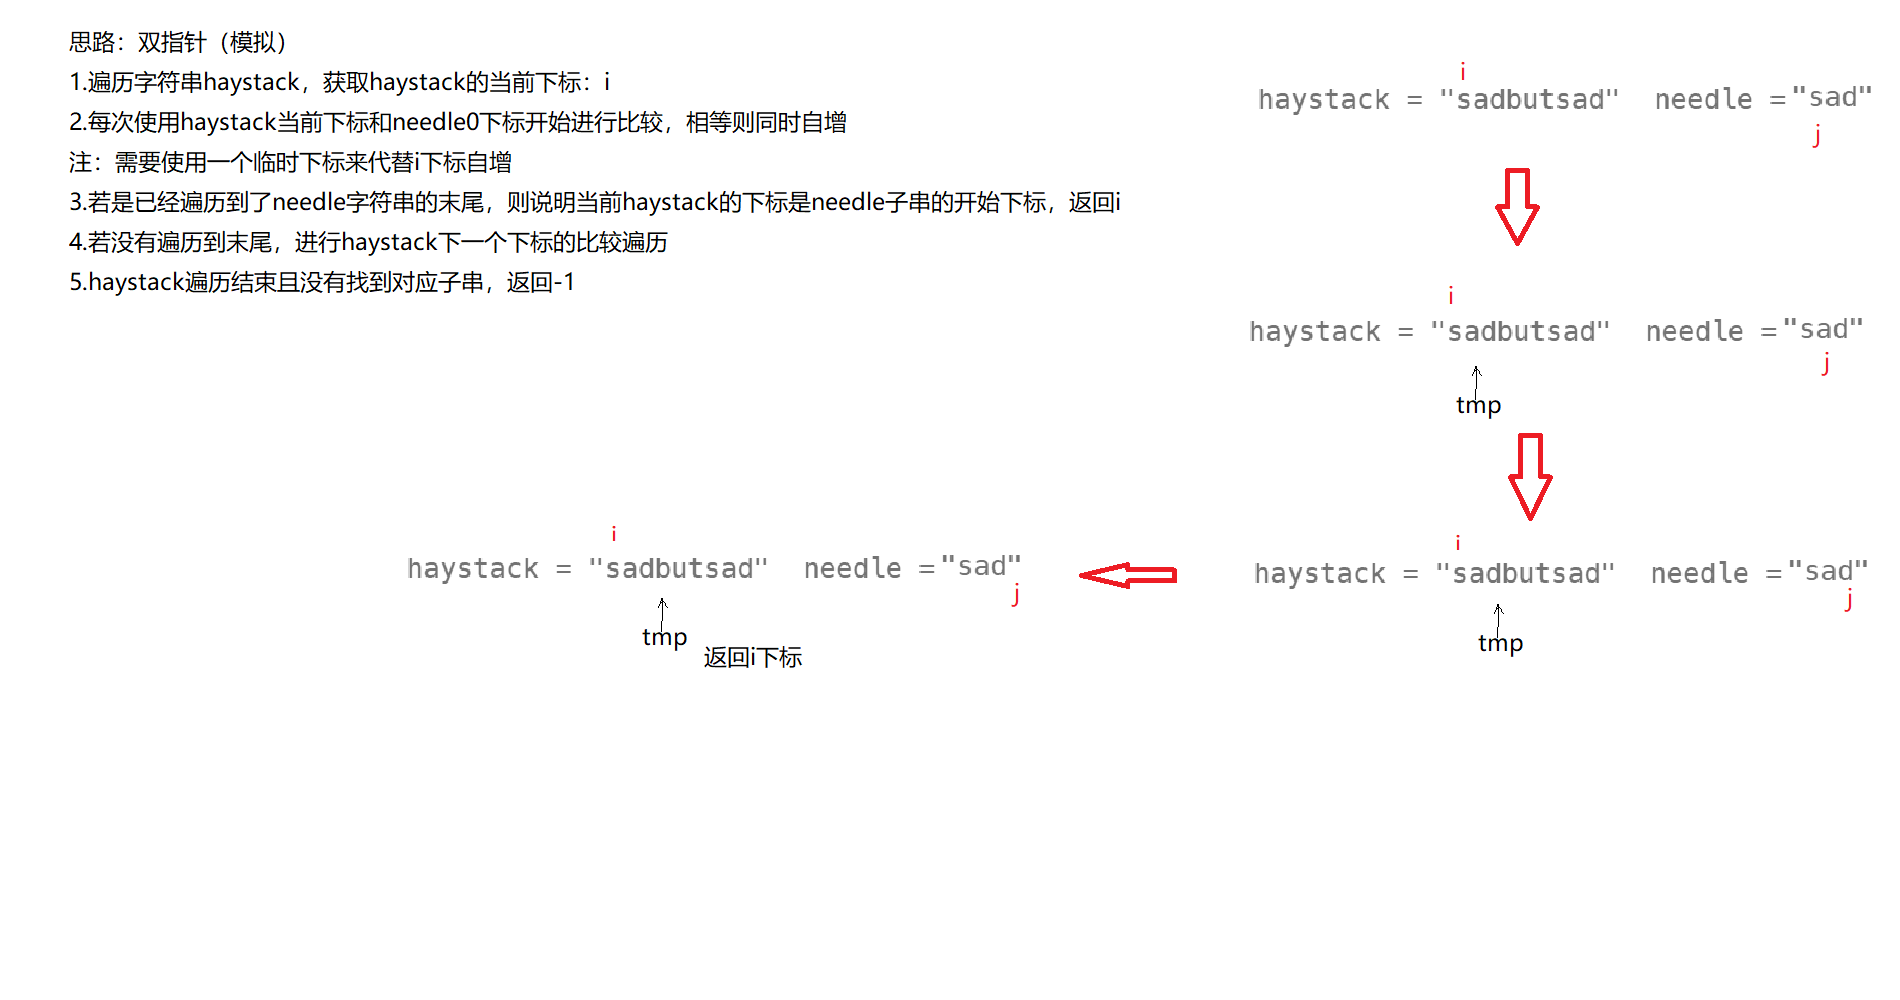 思路：双指针（模拟）
1.遍历字符串haystack，获取haystack的当前下标：i
2.每次使用haystack当前下标和needle0下标开始进行比较，相等则同时自增
注：需要使用一个临时下标来代替i下标自增
3.若是已经遍历到了needle字符串的末尾，则说明当前haystack的下标是needle子串的开始下标，返回i
4.若没有遍历到末尾，进行haystack下一个下标的比较遍历
5.haystack遍历结束且没有找到对应子串，返回-1
i
haystack = "sadbutsad" needle ="sad"
j
i
haystack = "sadbutsad" needle ="sad"
j
tmp
i
haystack = "sadbutsad" needle ="sad"
j
tmp
i
haystack = "sadbutsad" needle ="sad"
j
tmp
返回i下标